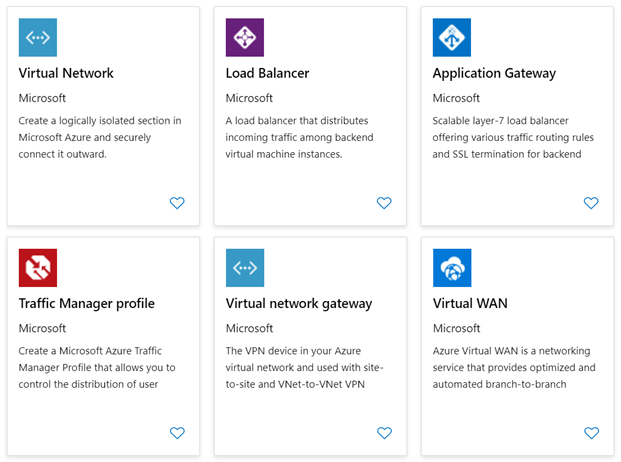 Virtual Network
Microsoft
Create a logically isolated section in
Microsoft Azure and securely
connect it outward.
Load Balancer
Microsoft
A load balancer that distributes
incoming traffic among backend
virtual machine instances.
Application Gateway
Microsoft
Scalable layer-7 load balancer
offering various traffic routing rules
and SSL termination for backend
Traffic Manager profile
Microsoft
Create a Microsoft Azure Traffic
Manager Profile that allows you to
control the distribution of user
Virtual network gateway
Microsoft
The VPN device in your Azure
virtual network and used with site-
to-site and VNet-to-VNet VPN
Virtual WAN
Microsoft
Azure Virtual WAN is a networking
service that provides optimized and
automated branch-to-branch